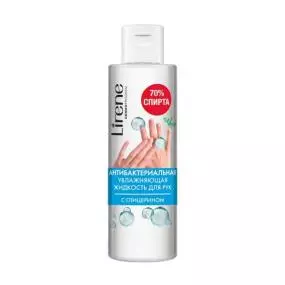 70%
СПИРТА
Lirene
АНТИБАКТЕРИАЛЬНАЯ
УВЛАЖНЯЮЩАЯ
ЖИДКОСТЬ ДЛЯ РУК
С ГЛИЦЕРИНОМ